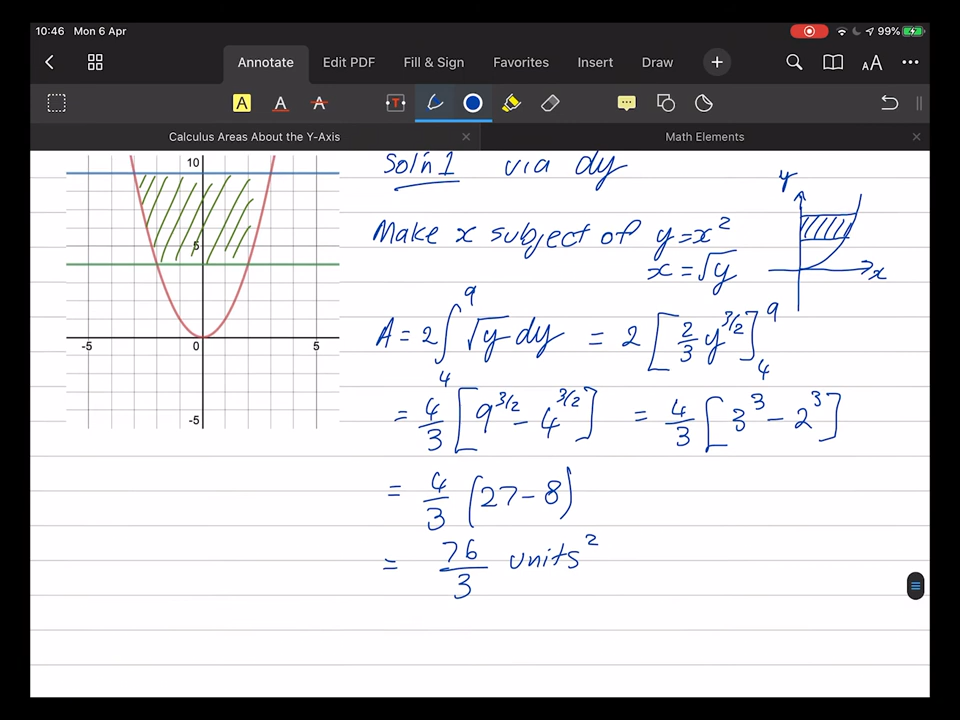 10:46 Mon 6 Apr 99%
Annotate Edit PDF Fill & Sign Favorites Insert Draw + AA
A A T T
Calculus Areas About the Y-Axis × Math Elements ×
10
5
-5 0 5
-5
Sol'n 1 via dy
Make x subject of y = x²
x = √y
y
x
A = 2 ∫₄⁹ √y dy = 2 [ 2/3 y^3/2 ]₄⁹
= 4/3 [ 9^3/2 - 4^3/2 ] = 4/3 [ 3³ - 2³ ]
= 4/3 (27 - 8)
= 76/3 units²